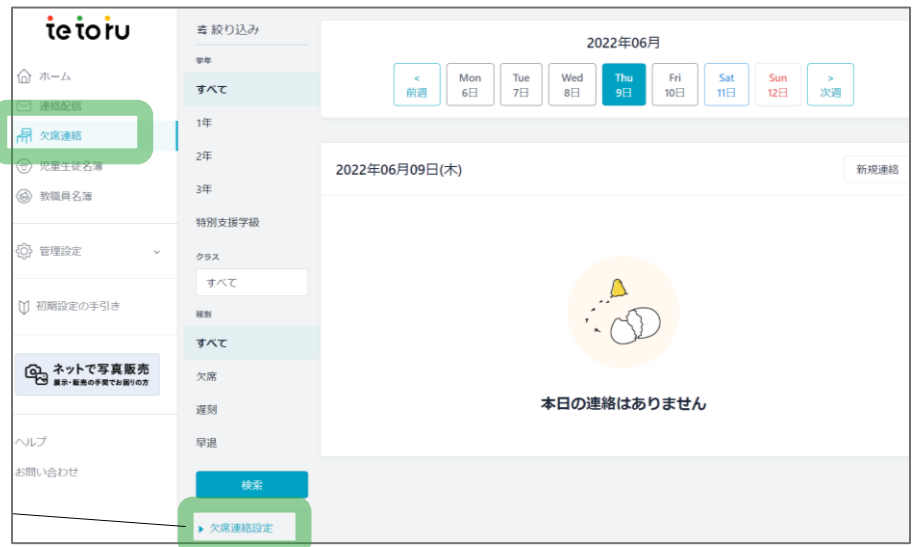 tetoru
ホーム
連絡配信
欠席連絡
児童生徒名簿
教職員名簿
管理設定
初期設定の手引き
ネットで写真販売
展示・販売の手間でお困りの方
ヘルプ
お問い合わせ
絞り込み
学年
すべて
1年
2年
3年
特別支援学級
クラス
すべて
種別
すべて
欠席
遅刻
早退
検索
欠席連絡設定
2022年06月
< 前週
Mon 6日
Tue 7日
Wed 8日
Thu 9日
Fri 10日
Sat 11日
Sun 12日
> 次週
2022年06月09日(木)
新規連絡
本日の連絡はありません